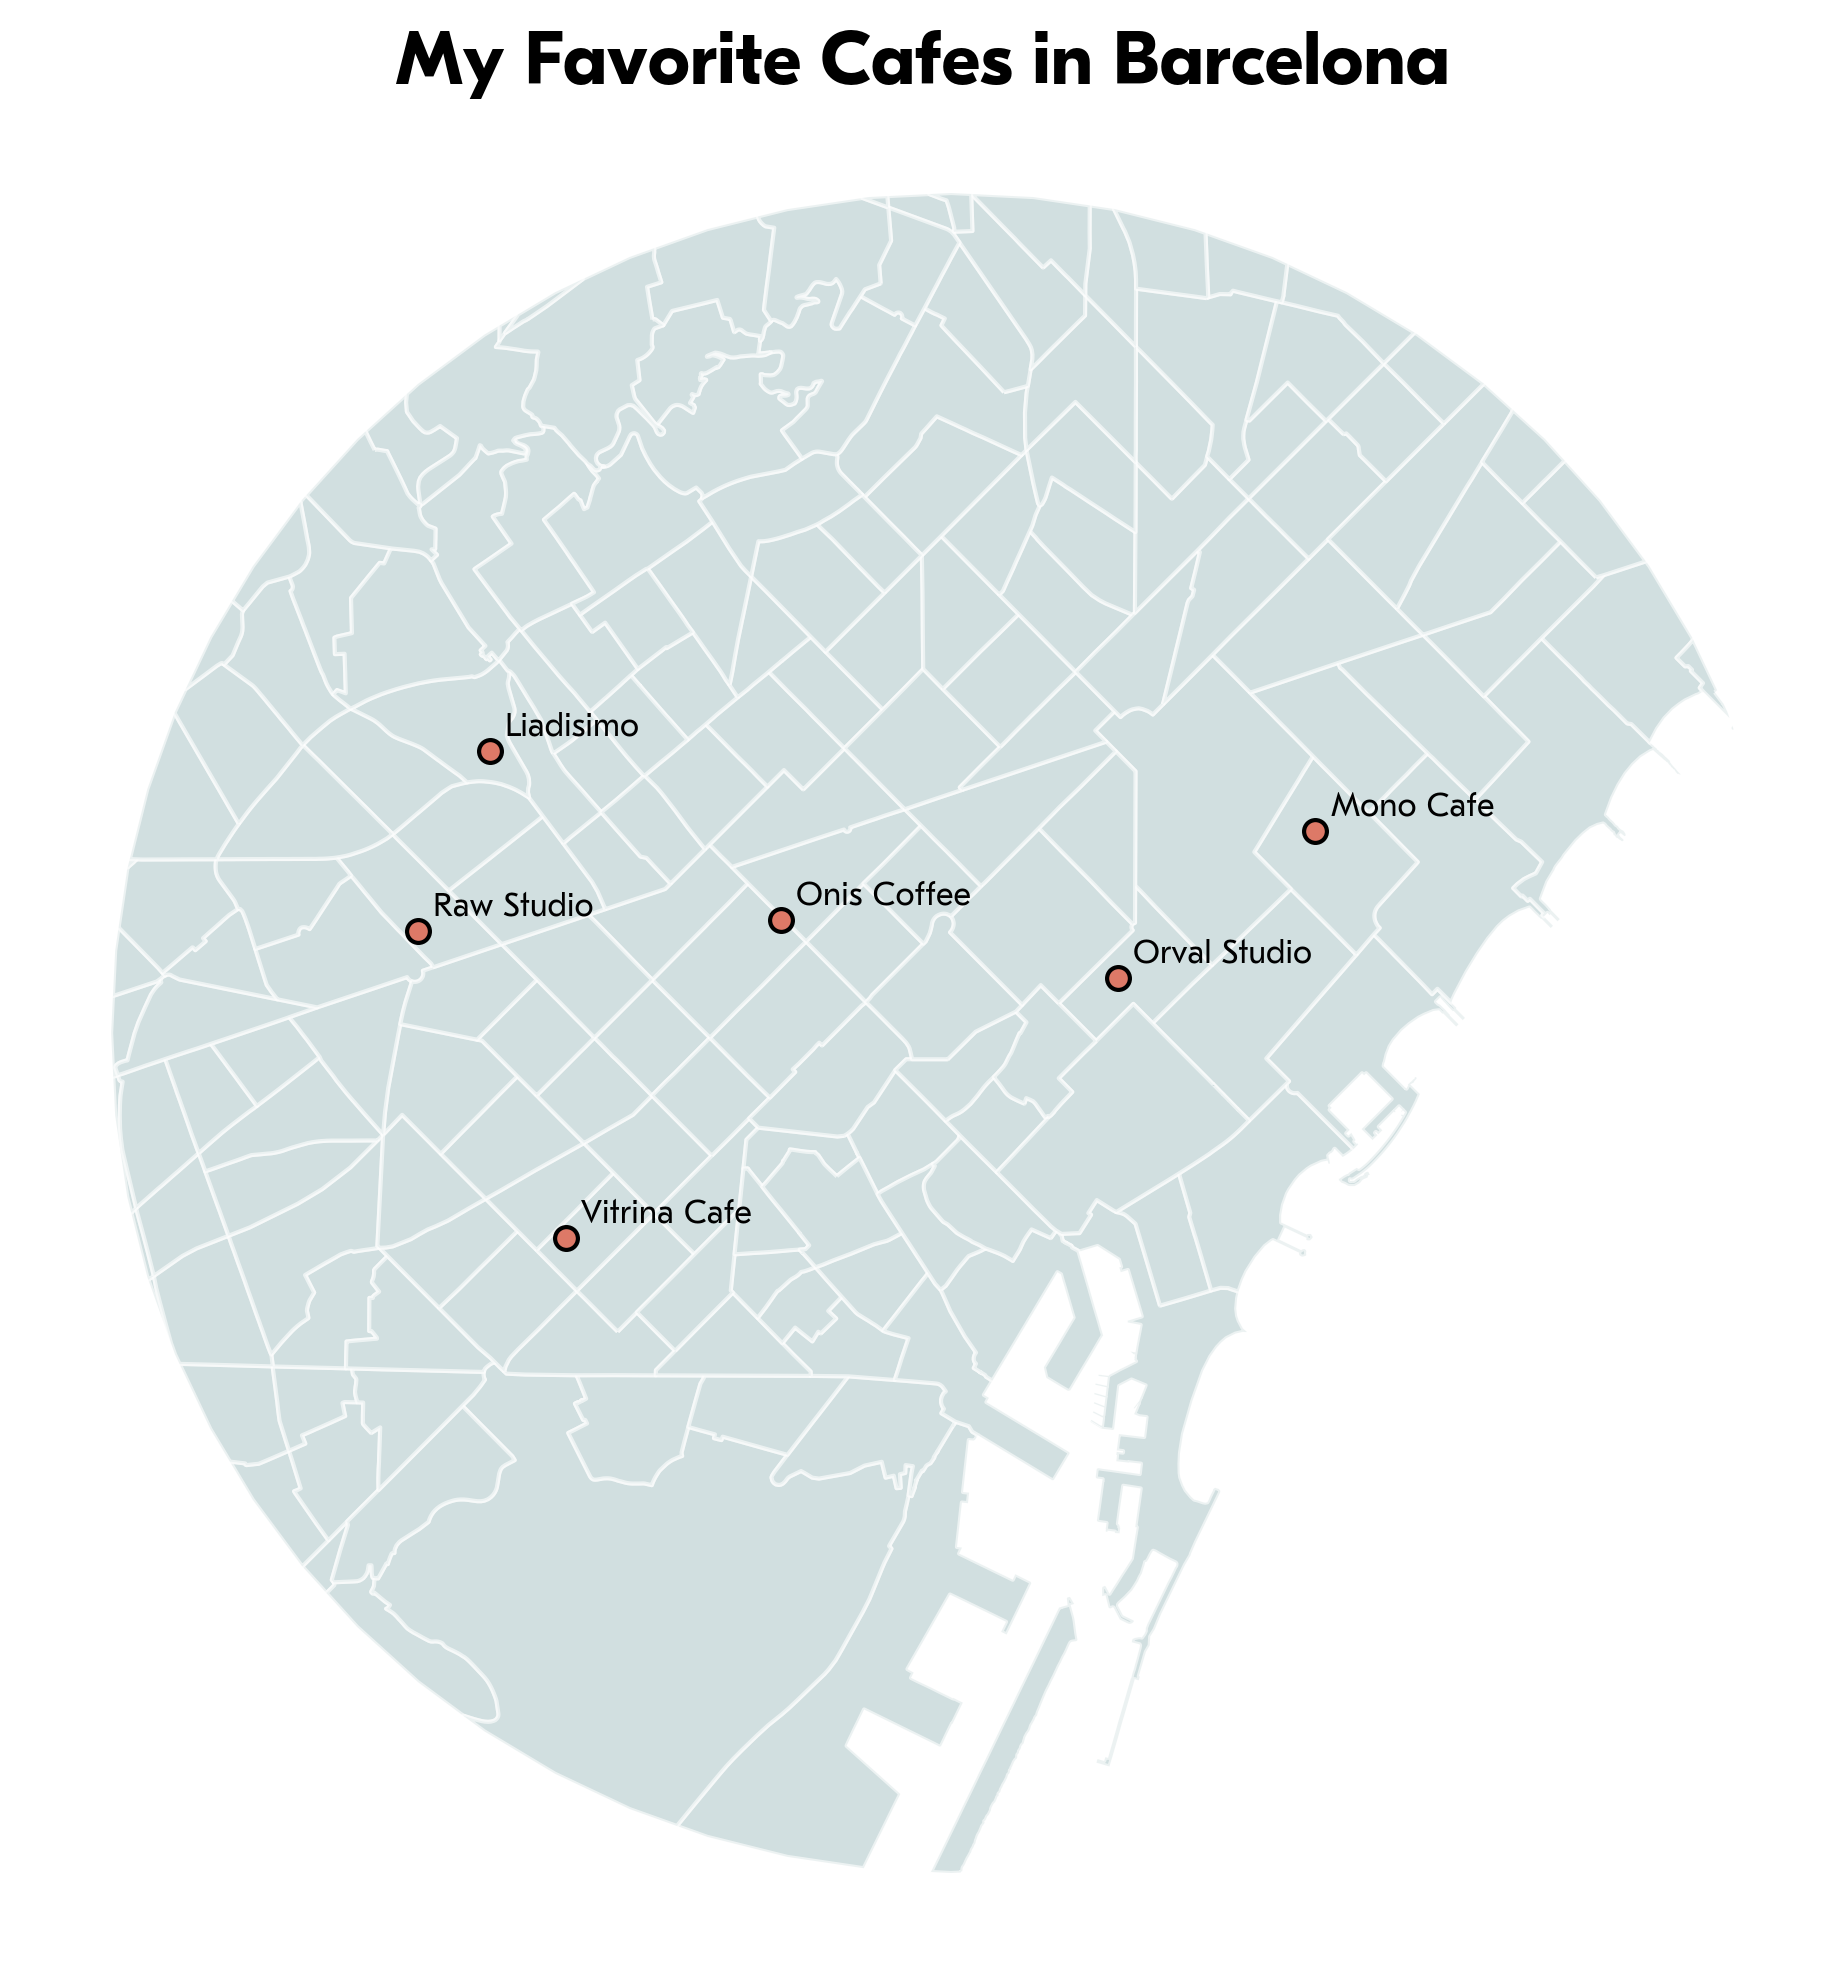 My Favorite Cafes in Barcelona
Liadisimo
Mono Cafe
Onis Coffee
Raw Studio
Orval Studio
Vitrina Cafe